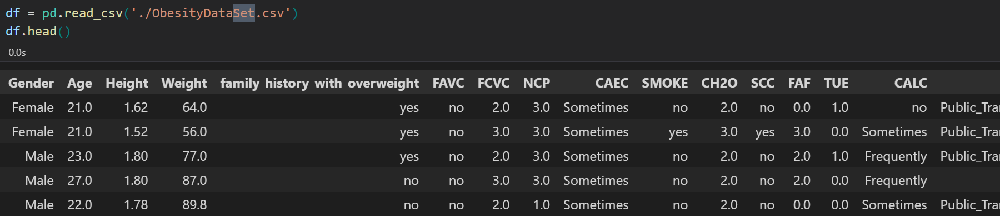 df = pd.read_csv('./ObesityDataSet.csv')
df.head()
0.0s
Gender Age Height Weight family_history_with_overweight FAVC FCVC NCP CAEC SMOKE CH2O SCC FAF TUE CALC
Female 21.0 1.62 64.0 yes no 2.0 3.0 Sometimes no 2.0 no 0.0 1.0 no Public_Tra
Female 21.0 1.52 56.0 yes no 3.0 3.0 Sometimes yes 3.0 yes 3.0 0.0 Sometimes Public_Tra
Male 23.0 1.80 77.0 yes no 2.0 3.0 Sometimes no 2.0 no 2.0 1.0 Frequently Public_Tra
Male 27.0 1.80 87.0 no no 3.0 3.0 Sometimes no 2.0 no 2.0 0.0 Frequently
Male 22.0 1.78 89.8 no no 2.0 1.0 Sometimes no 2.0 no 0.0 0.0 Sometimes Public_Tra